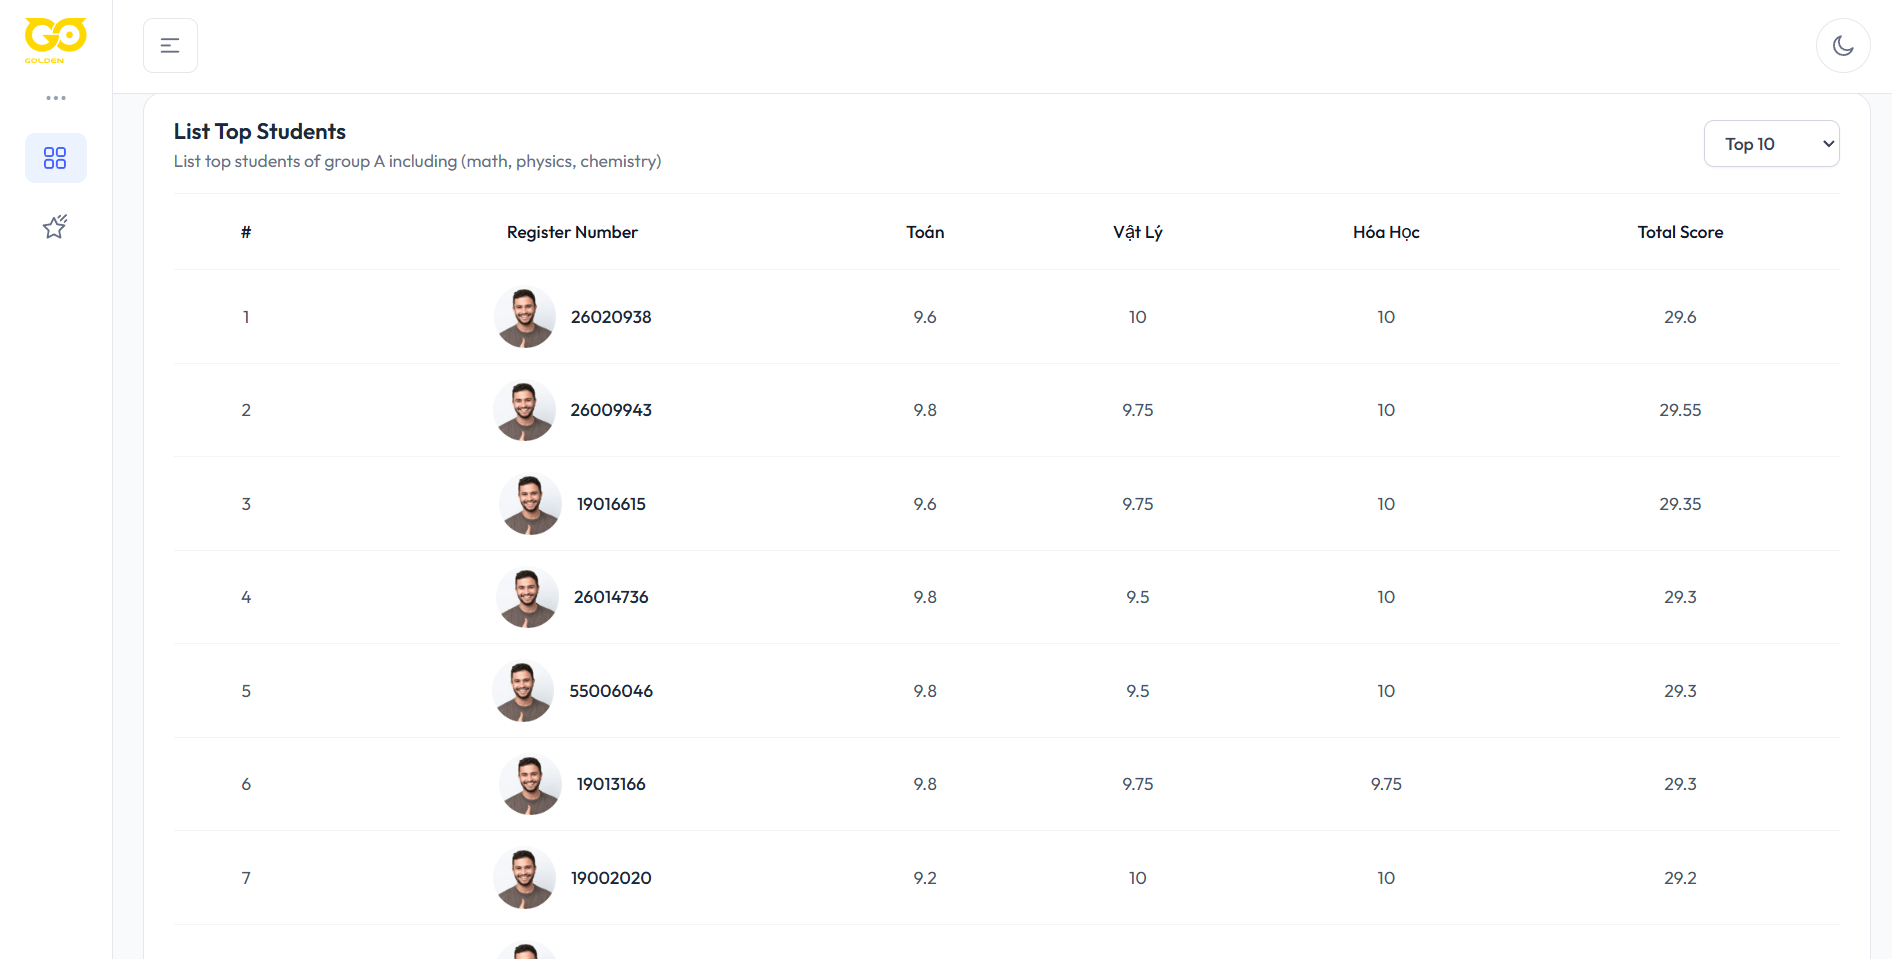 GO
GOLDEN
List Top Students
List top students of group A including (math, physics, chemistry)
Top 10
# Register Number Toán Vật Lý Hóa Học Total Score
1 26020938 9.6 10 10 29.6
2 26009943 9.8 9.75 10 29.55
3 19016615 9.6 9.75 10 29.35
4 26014736 9.8 9.5 10 29.3
5 55006046 9.8 9.5 10 29.3
6 19013166 9.8 9.75 9.75 29.3
7 19002020 9.2 10 10 29.2